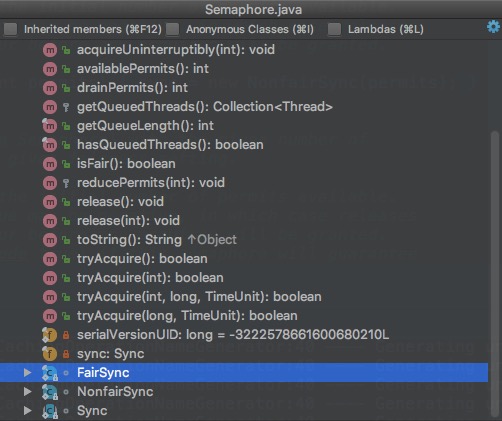 Semaphore.java
Inherited members (⌘F12) Anonymous Classes (⌘I) Lambdas (⌘L)
acquireUninterruptibly(int): void
availablePermits(): int
drainPermits(): int
getQueuedThreads(): Collection<Thread>
getQueueLength(): int
hasQueuedThreads(): boolean
isFair(): boolean
reducePermits(int): void
release(): void
release(int): void
toString(): String ↑Object
tryAcquire(): boolean
tryAcquire(int): boolean
tryAcquire(int, long, TimeUnit): boolean
tryAcquire(long, TimeUnit): boolean
serialVersionUID: long = -3222578661600680210L
sync: Sync
FairSync
NonfairSync
Sync